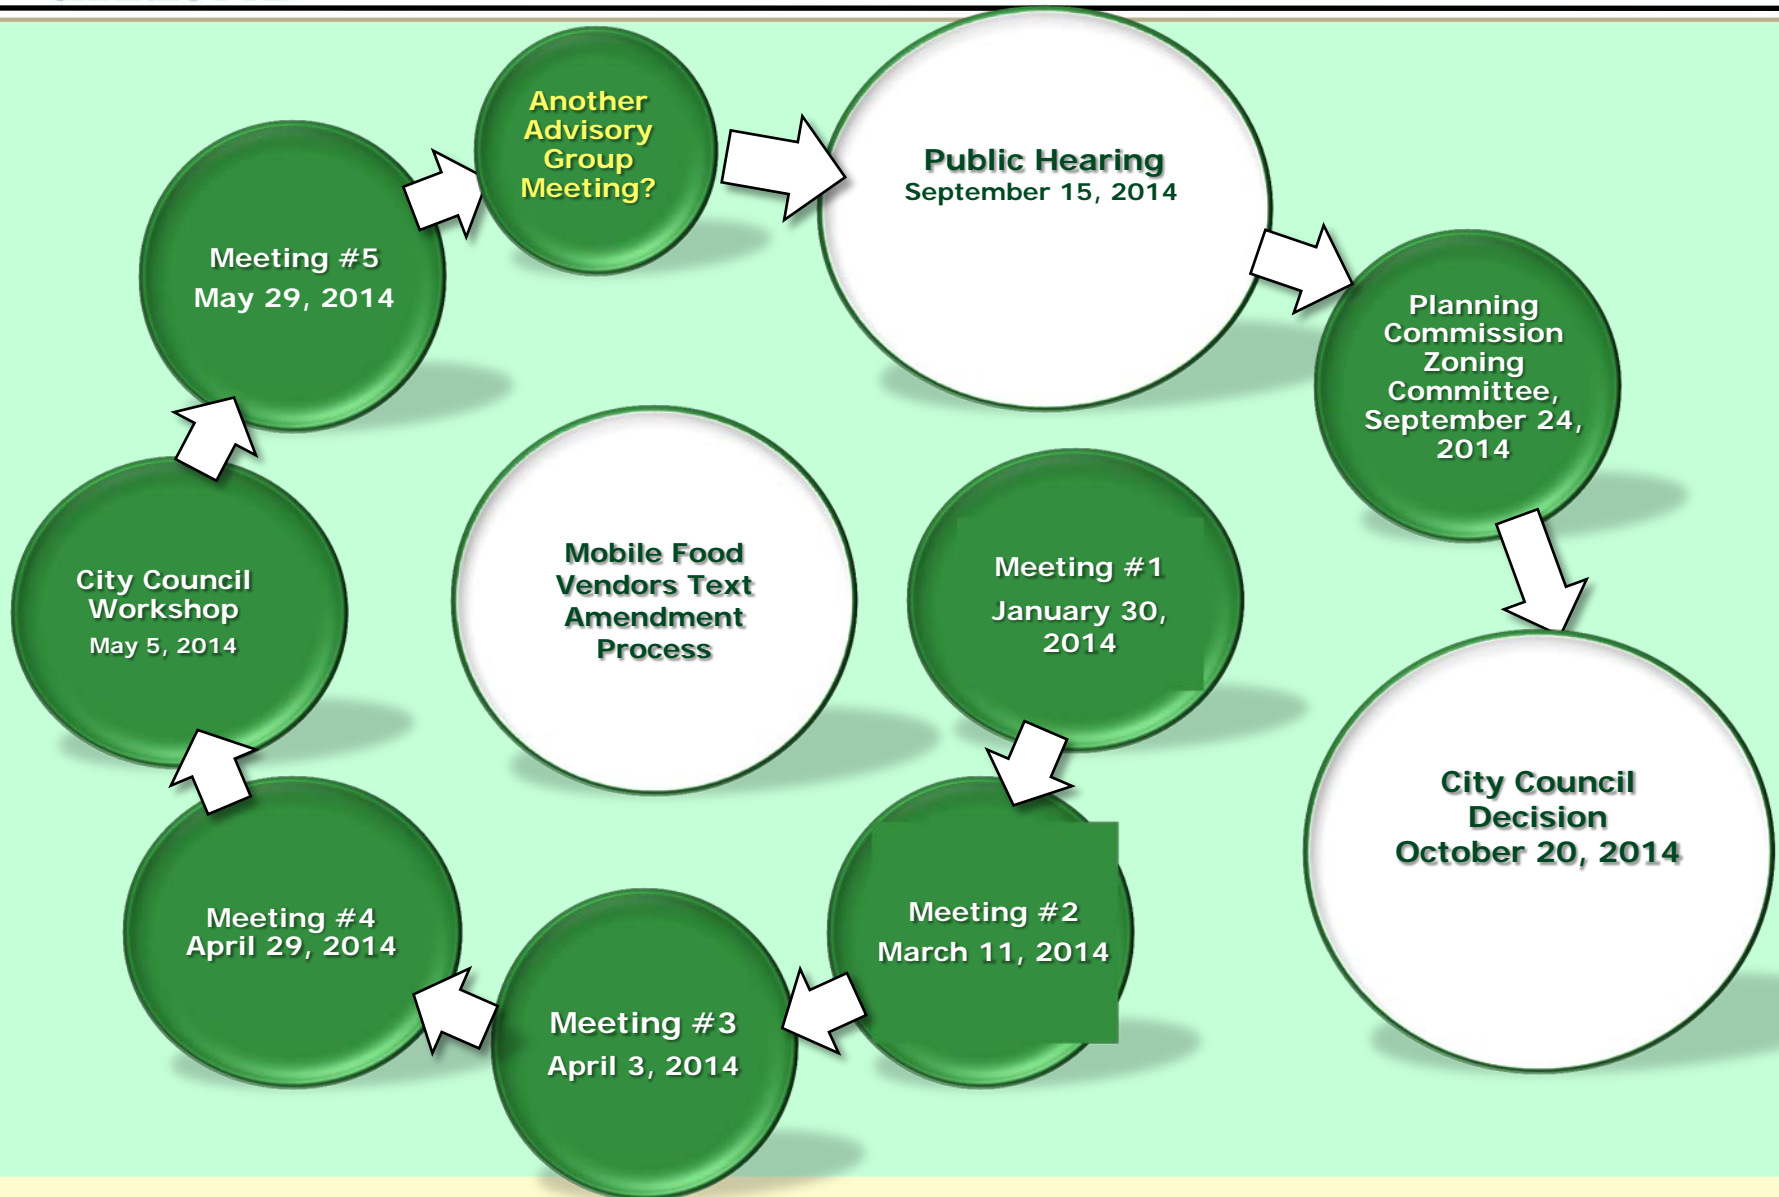 Another
Advisory
Group
Meeting?
Public Hearing
September 15, 2014
Meeting #5
May 29, 2014
Planning
Commission
Zoning
Committee,
September 24,
2014
Mobile Food
Vendors Text
Amendment
Process
Meeting #1
January 30,
2014
City Council
Workshop
May 5, 2014
City Council
Decision
October 20, 2014
Meeting #4
April 29, 2014
Meeting #2
March 11, 2014
Meeting #3
April 3, 2014